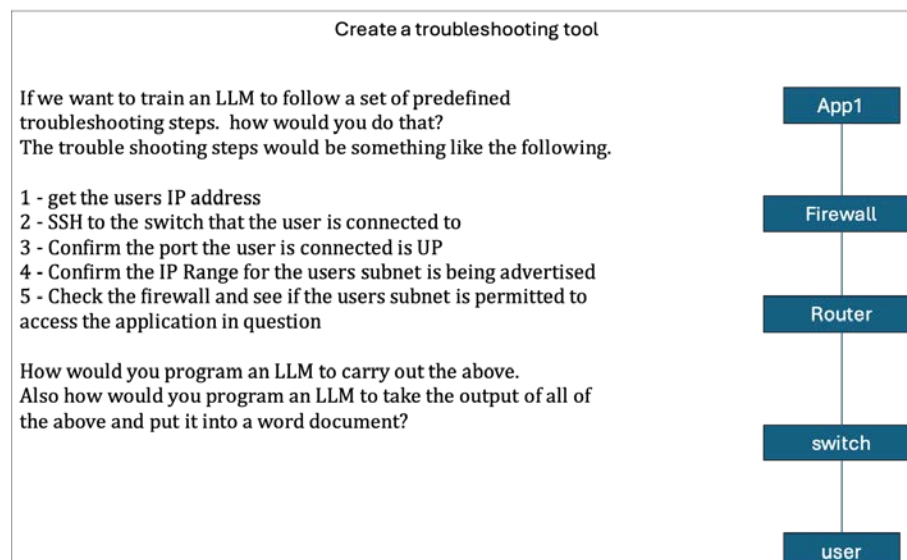 Create a troubleshooting tool
If we want to train an LLM to follow a set of predefined
troubleshooting steps.  how would you do that?
The trouble shooting steps would be something like the following.
1 - get the users IP address
2 - SSH to the switch that the user is connected to
3 - Confirm the port the user is connected is UP
4 - Confirm the IP Range for the users subnet is being advertised
5 - Check the firewall and see if the users subnet is permitted to
access the application in question
How would you program an LLM to carry out the above.
Also how would you program an LLM to take the output of all of
the above and put it into a word document?
App1
Firewall
Router
switch
user